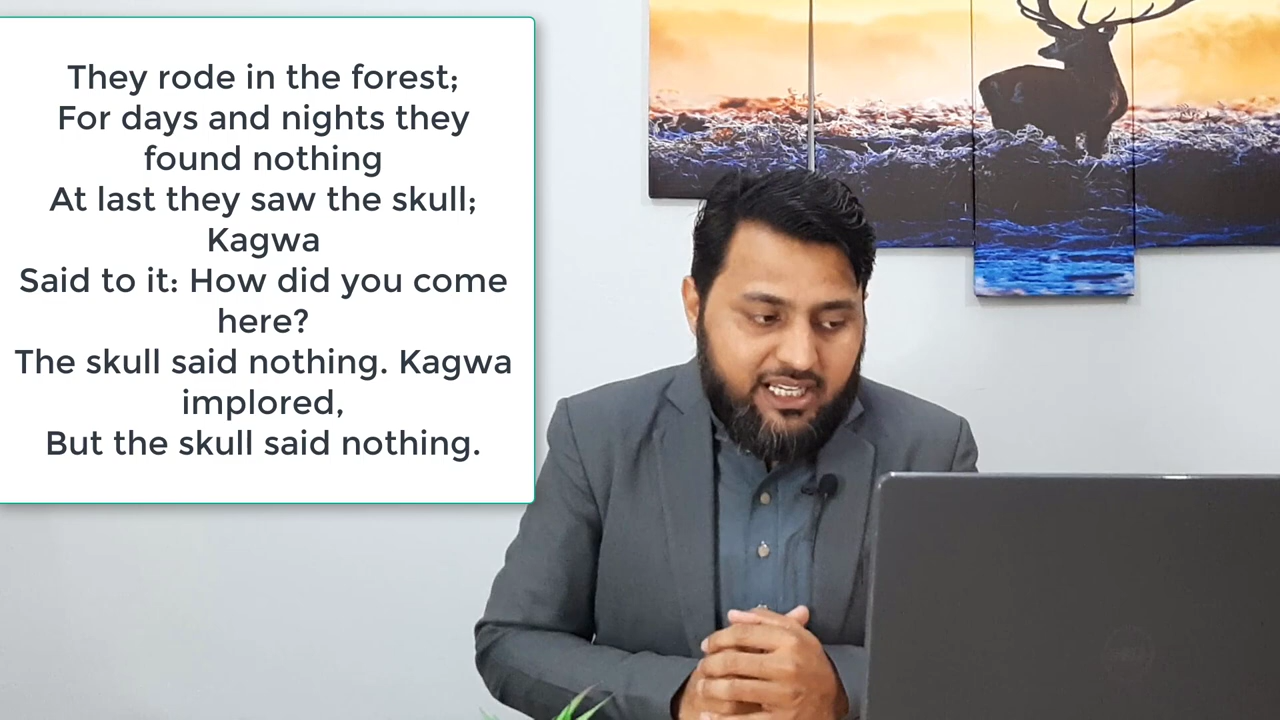 They rode in the forest;
For days and nights they
found nothing
At last they saw the skull;
Kagwa
Said to it: How did you come
here?
The skull said nothing. Kagwa
implored,
But the skull said nothing.